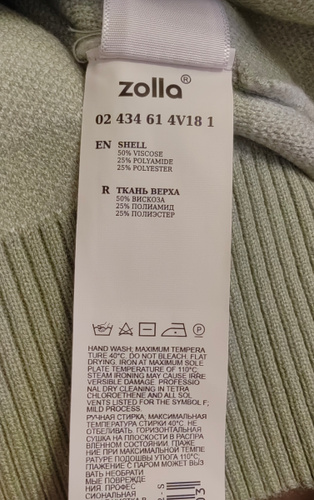 zolla®
02 434 61 4V18 1
EN SHELL
50% VISCOSE
25% POLYAMIDE
25% POLYESTER
R ТКАНЬ ВЕРХА
50% ВИСКОЗА
25% ПОЛИАМИД
25% ПОЛИЭСТЕР
P
HAND WASH; MAXIMUM TEMPERA
TURE 40°C. DO NOT BLEACH. FLAT
DRYING. IRON AT MAXIMUM SOLE
PLATE TEMPERATURE OF 110°C.
STEAM IRONING MAY CAUSE IRRE
VERSIBLE DAMAGE. PROFESSIO
NAL DRY CLEANING IN TETRA
CHLOROETHENE AND ALL SOL
VENTS LISTED FOR THE SYMBOL F;
MILD PROCESS.
РУЧНАЯ СТИРКА, МАКСИМАЛЬНАЯ
ТЕМПЕРАТУРА СТИРКИ 40°С. НЕ
ОТБЕЛИВАТЬ. ГОРИЗОНТАЛЬНАЯ
СУШКА НА ПЛОСКОСТИ В РАСПРА
ВЛЕННОМ СОСТОЯНИИ. ГЛАЖЕ
НИЕ ПРИ МАКСИМАЛЬНОЙ ТЕМПЕ
РАТУРЕ ПОДОШВЫ УТЮГА 110°С
ГЛАЖЕНИЕ С ПАРОМ МОЖЕТ ВЫЗ
ВАТЬ НЕОБРАТИ
МЫЕ ПОВРЕЖДЕ
НИЯ. ПРОФЕС
СИОНАЛЬНАЯ
S